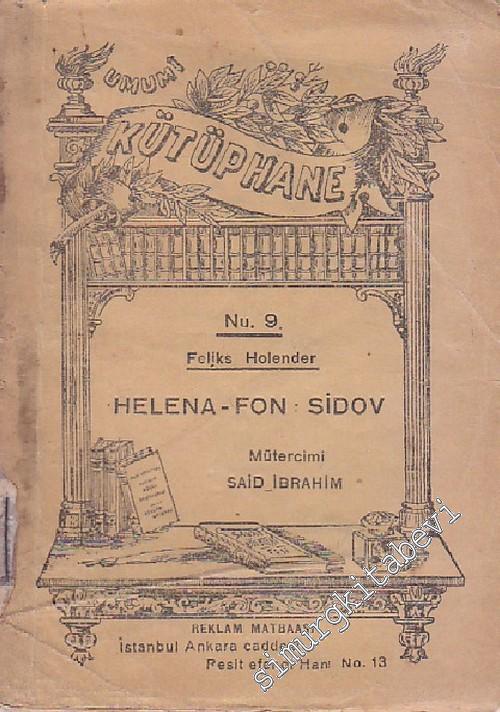 UMUMİ
KÜTÜPHANE
Nu. 9.
Feliks Holender
HELENA - FON SİDOV
Mütercimi
SAİD İBRAHİM
REKLAM MATBAASI
İstanbul Ankara cadde
Reşit efendi Hanı No. 13
simurgkitabevi